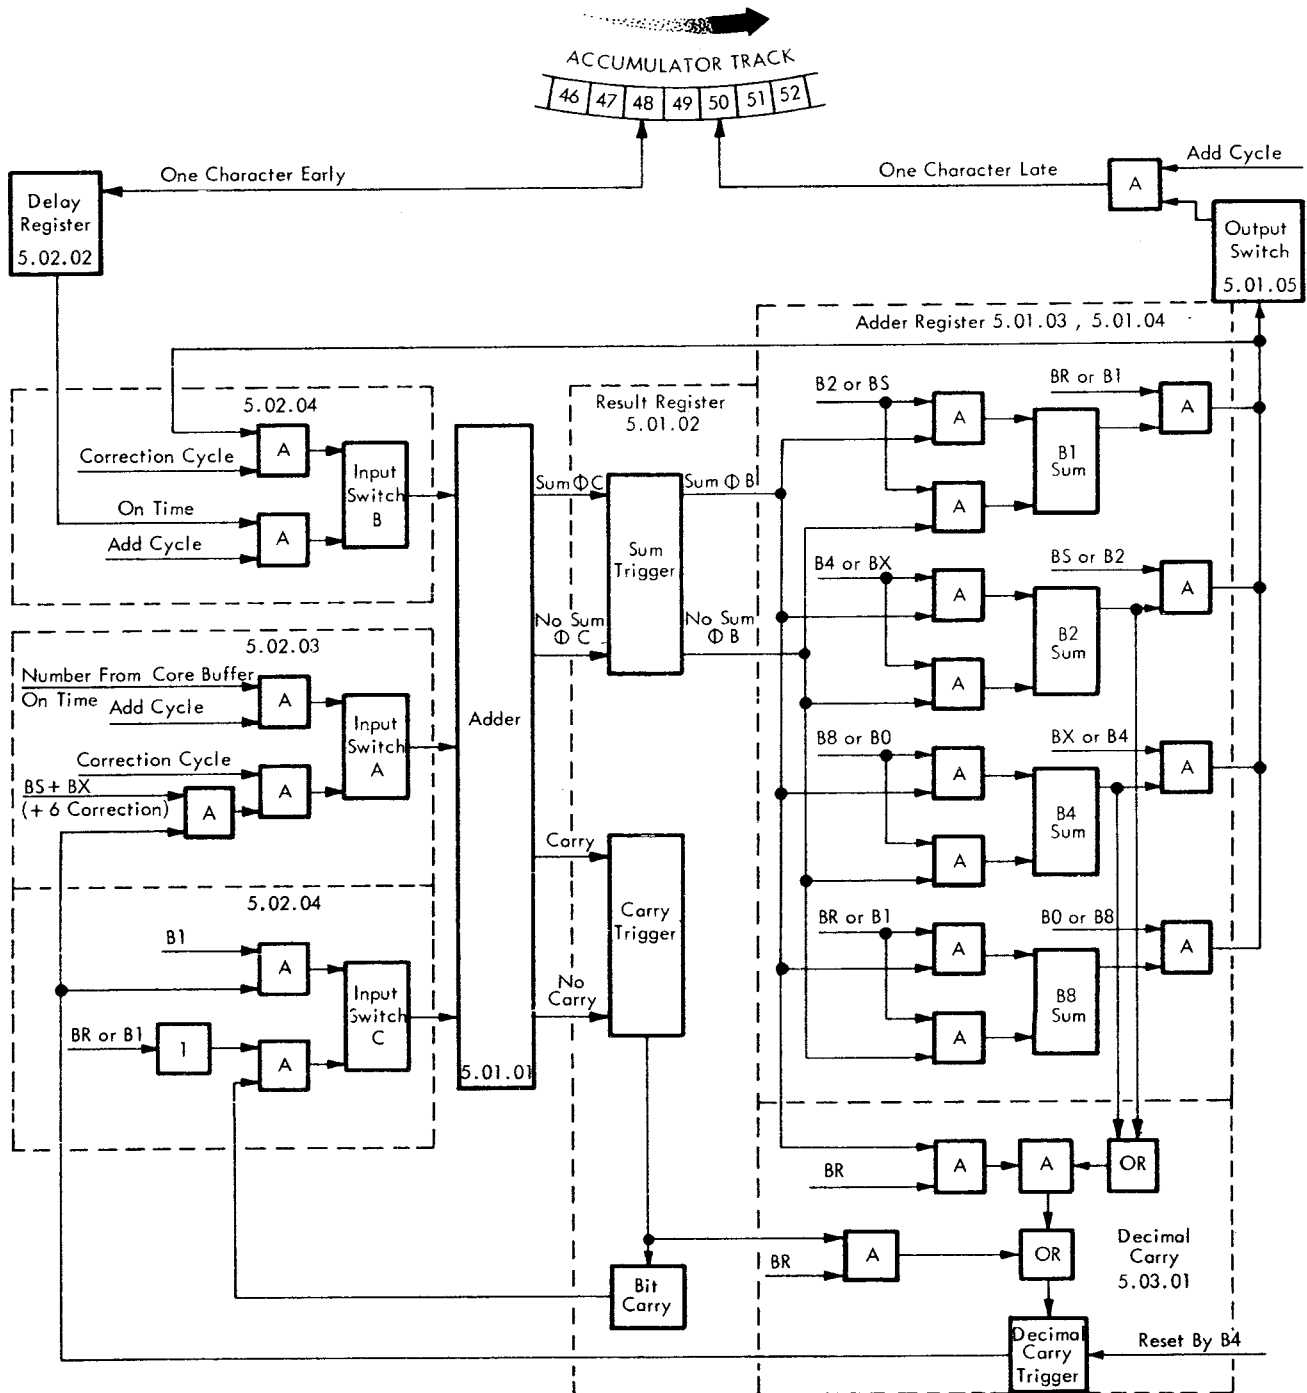 ACCUMULATOR TRACK
46 47 48 49 50 51 52
One Character Early
One Character Late
Add Cycle
A
Delay
Register
5.02.02
Output
Switch
5.01.05
Adder Register 5.01.03 , 5.01.04
5.02.04
Correction Cycle
A
On Time
Add Cycle
A
Input
Switch
B
5.02.03
Number From Core Buffer
On Time
Add Cycle
A
Correction Cycle
BS+ BX
(+ 6 Correction)
A
A
Input
Switch
A
5.02.04
B1
A
BR or B1
1
A
Input
Switch
C
Adder
5.01.01
Result Register
5.01.02
Sum Φ C
Sum Φ B
Sum
Trigger
No Sum
Φ C
No Sum
Φ B
Carry
Carry
Trigger
No
Carry
Bit
Carry
B2 or BS
A
A
B1
Sum
BR or B1
A
B4 or BX
A
A
B2
Sum
BS or B2
A
B8 or B0
A
A
B4
Sum
BX or B4
A
BR or B1
A
A
B8
Sum
B0 or B8
A
BR
A
A
OR
BR
A
OR
Decimal
Carry
5.03.01
Decimal
Carry
Trigger
Reset By B4